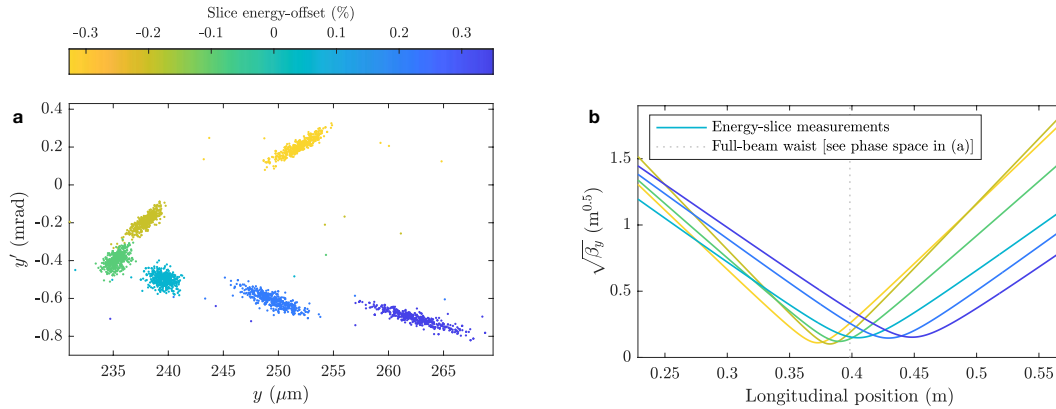 Slice energy-offset (%)
-0.3 -0.2 -0.1 0 0.1 0.2 0.3
a
0.4
0.2
0
-0.2
-0.4
-0.6
-0.8
y′ (mrad)
235 240 245 250 255 260 265
y (μm)
b
Energy-slice measurements
Full-beam waist [see phase space in (a)]
1.5
1
0.5
0
√βy (m^0.5)
0.25 0.3 0.35 0.4 0.45 0.5 0.55
Longitudinal position (m)